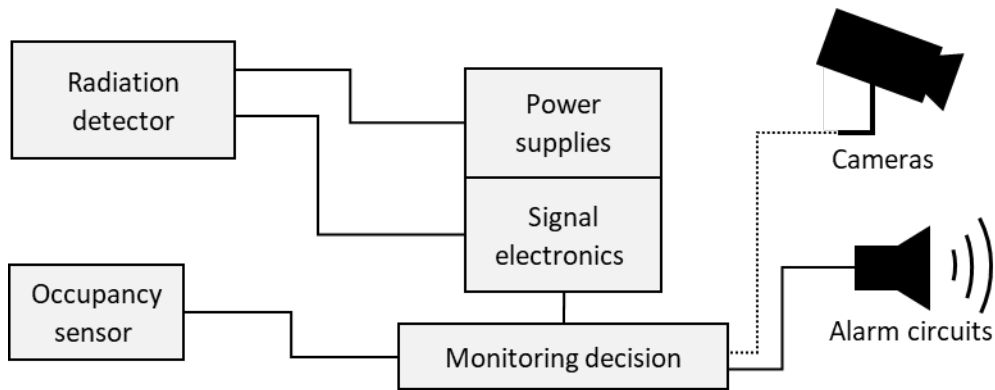 Radiation
detector
Power
supplies
Cameras
Signal
electronics
Occupancy
sensor
Alarm circuits
Monitoring decision